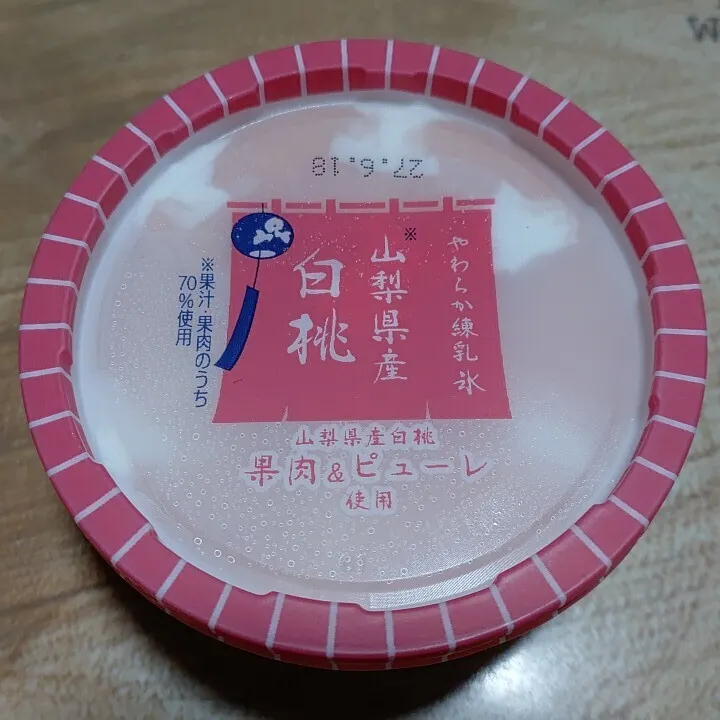 27.6.18
やわらか練乳氷
※
山梨県産
白桃
※果汁・果肉のうち
70%使用
山梨県産白桃
果肉&ピューレ
使用